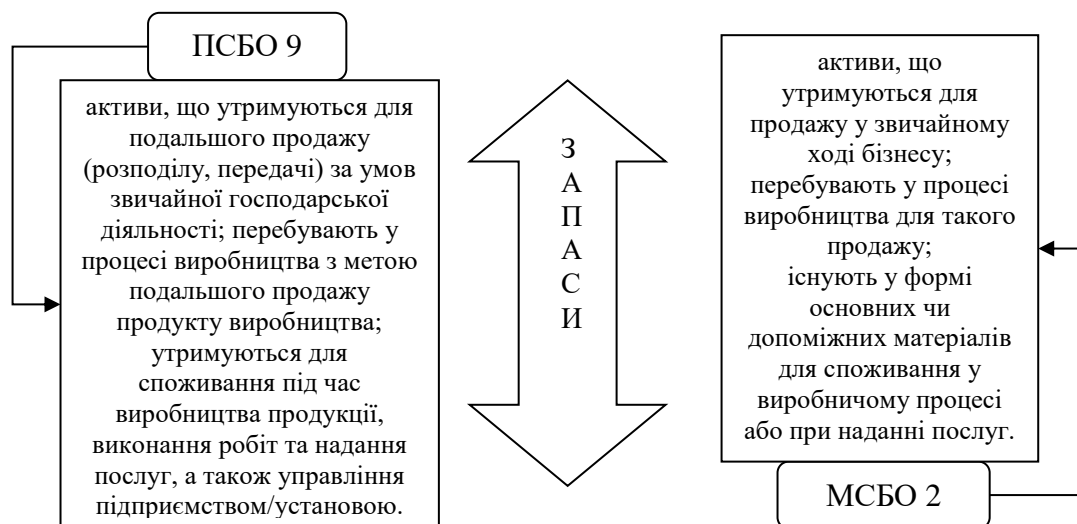 ПСБО 9
активи, що утримуються для
подальшого продажу
(розподілу, передачі) за умов
звичайної господарської
діяльності; перебувають у
процесі виробництва з метою
подальшого продажу
продукту виробництва;
утримуються для
споживання під час
виробництва продукції,
виконання робіт та надання
послуг, а також управління
підприємством/установою.
З
А
П
А
С
И
активи, що
утримуються для
продажу у звичайному
ході бізнесу;
перебувають у процесі
виробництва для такого
продажу;
існують у формі
основних чи
допоміжних матеріалів
для споживання у
виробничому процесі
або при наданні послуг.
МСБО 2